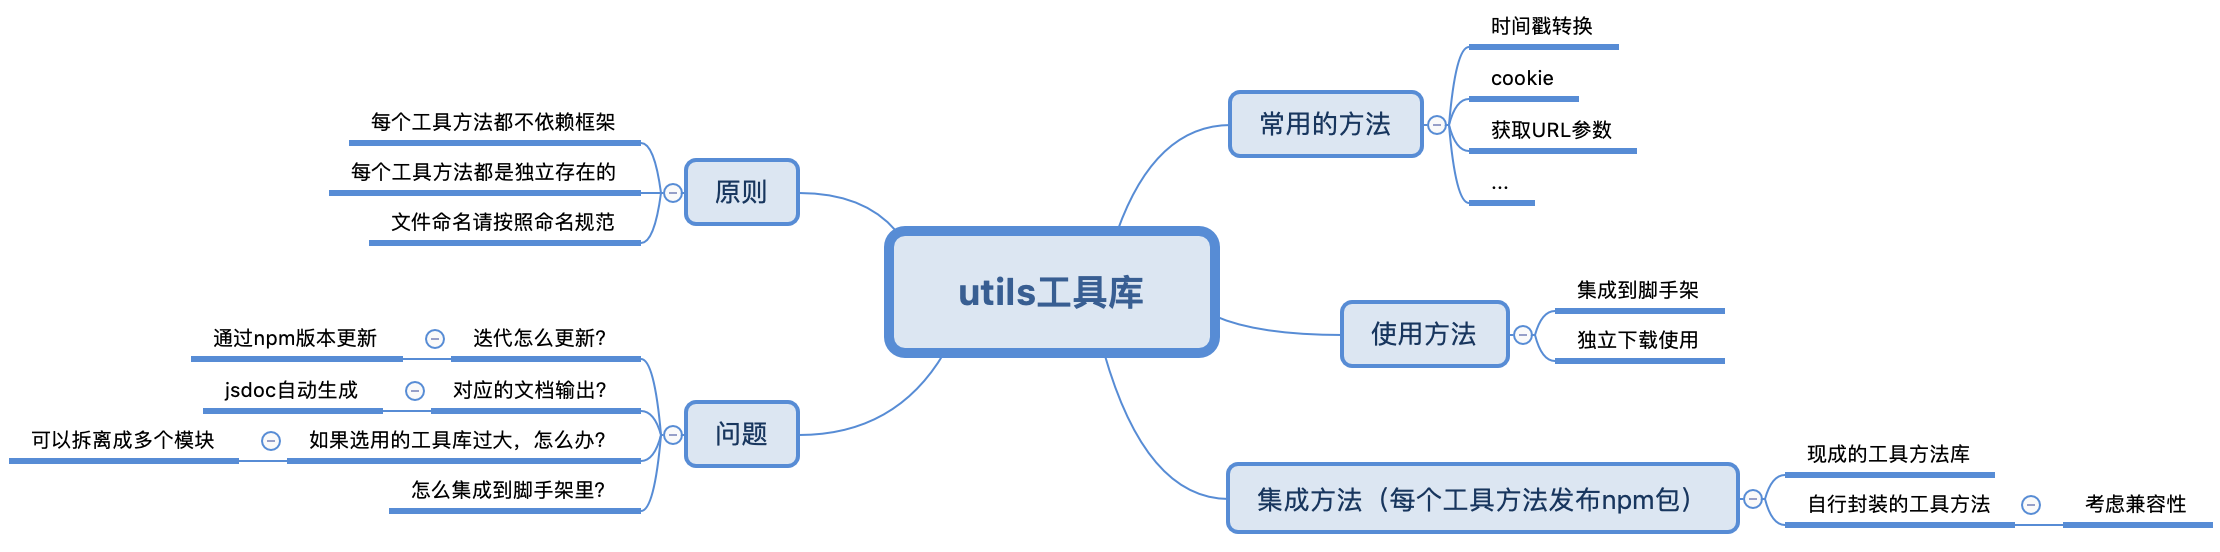 utils工具库
原则
每个工具方法都不依赖框架
每个工具方法都是独立存在的
文件命名请按照命名规范
问题
迭代怎么更新?
通过npm版本更新
对应的文档输出?
jsdoc自动生成
如果选用的工具库过大，怎么办?
可以拆离成多个模块
怎么集成到脚手架里?
常用的方法
时间戳转换
cookie
获取URL参数
...
使用方法
集成到脚手架
独立下载使用
集成方法（每个工具方法发布npm包）
现成的工具方法库
自行封装的工具方法
考虑兼容性